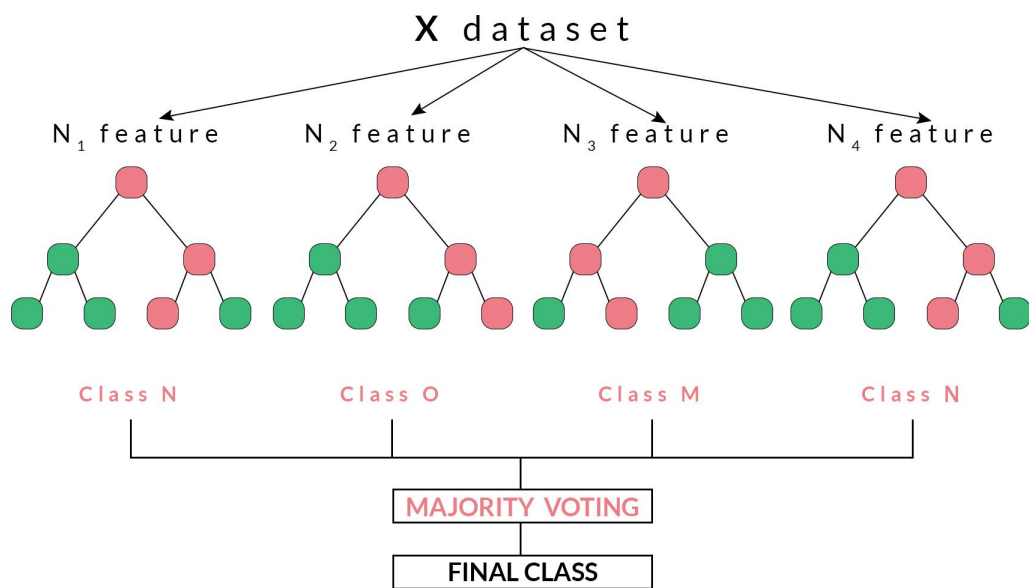 X dataset
N₁ feature
N₂ feature
N₃ feature
N₄ feature
Class N
Class O
Class M
Class N
MAJORITY VOTING
FINAL CLASS